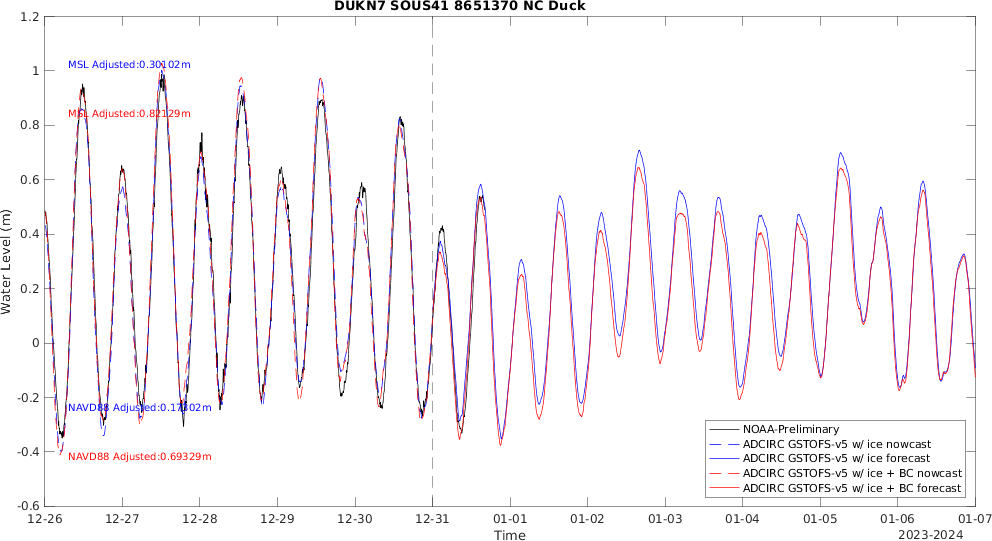 DUKN7 SOUS41 8651370 NC Duck
1.2
1
0.8
0.6
0.4
0.2
0
-0.2
-0.4
-0.6
Water Level (m)
MSL Adjusted:0.30102m
MSL Adjusted:0.82129m
NAVD88 Adjusted:0.17302m
NAVD88 Adjusted:0.69329m
NOAA-Preliminary
ADCIRC GSTOFS-v5 w/ ice nowcast
ADCIRC GSTOFS-v5 w/ ice forecast
ADCIRC GSTOFS-v5 w/ ice + BC nowcast
ADCIRC GSTOFS-v5 w/ ice + BC forecast
12-26 12-27 12-28 12-29 12-30 12-31 01-01 01-02 01-03 01-04 01-05 01-06 01-07
Time
2023-2024